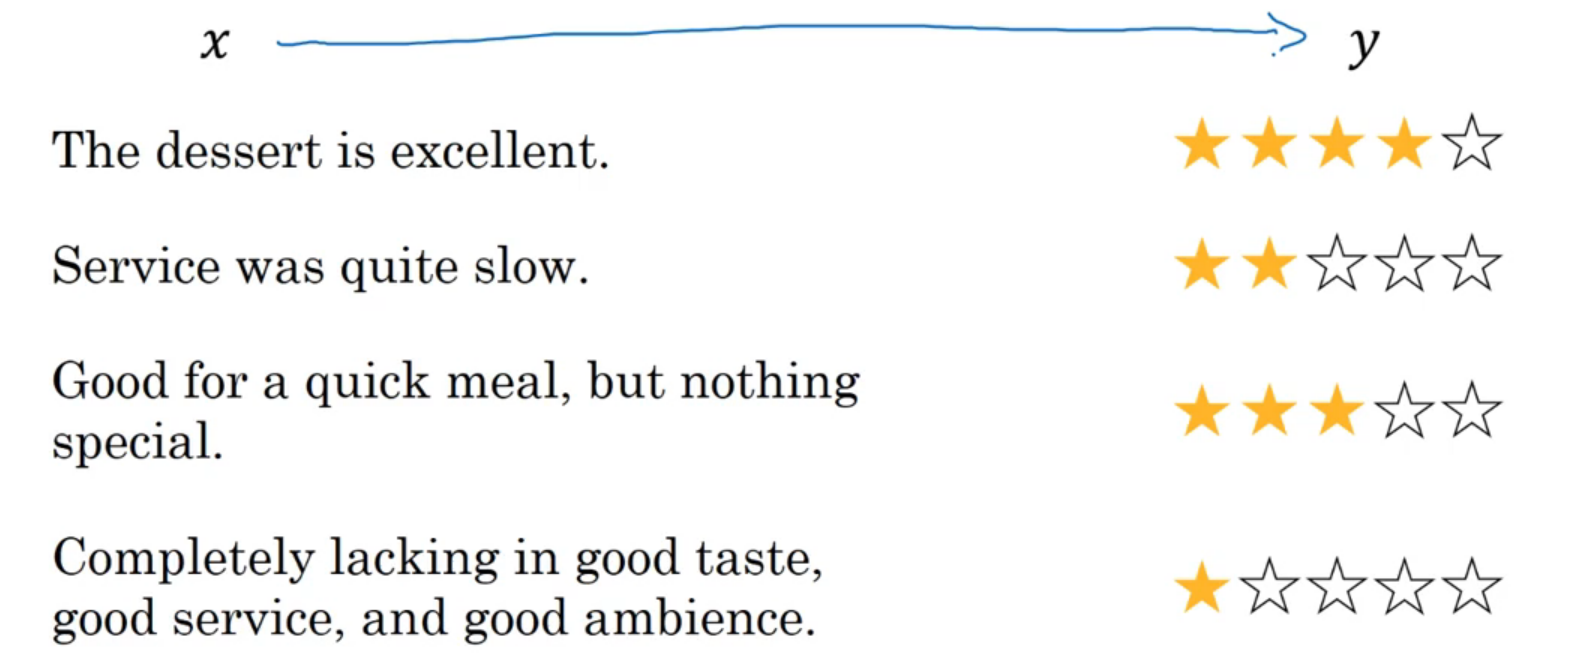 x y
The dessert is excellent.
Service was quite slow.
Good for a quick meal, but nothing
special.
Completely lacking in good taste,
good service, and good ambience.